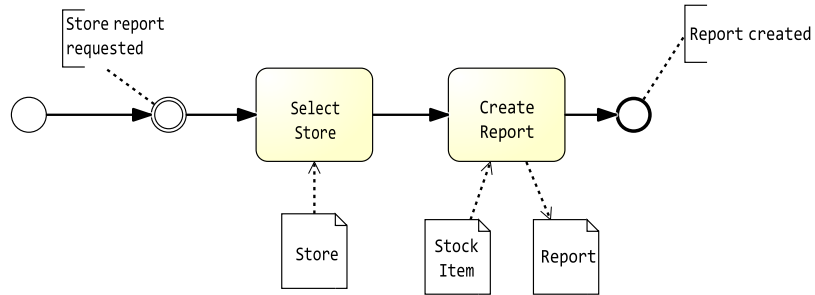 Store report
requested
Report created
Select
Store
Create
Report
Store
Stock
Item
Report